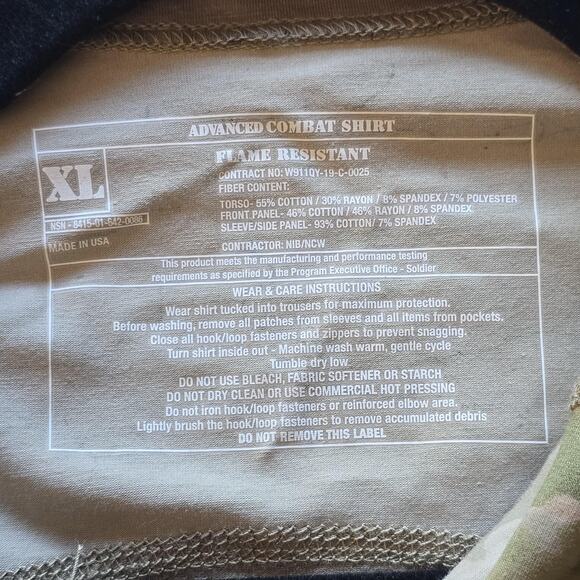 ADVANCED COMBAT SHIRT
XL
FLAME RESISTANT
CONTRACT NO: W911QY-19-C-0025
FIBER CONTENT:
TORSO- 55% COTTON / 30% RAYON / 8% SPANDEX / 7% POLYESTER
FRONT PANEL- 46% COTTON / 46% RAYON / 8% SPANDEX
SLEEVE/SIDE PANEL- 93% COTTON/ 7% SPANDEX
NSN - 8415-01-642-0086
MADE IN USA
CONTRACTOR: NIB/NCW
This product meets the manufacturing and performance testing
requirements as specified by the Program Executive Office - Soldier
WEAR & CARE INSTRUCTIONS
Wear shirt tucked into trousers for maximum protection.
Before washing, remove all patches from sleeves and all items from pockets.
Close all hook/loop fasteners and zippers to prevent snagging.
Turn shirt inside out - Machine wash warm, gentle cycle
Tumble dry low
DO NOT USE BLEACH, FABRIC SOFTENER OR STARCH
DO NOT DRY CLEAN OR USE COMMERCIAL HOT PRESSING
Do not iron hook/loop fasteners or reinforced elbow area.
Lightly brush the hook/loop fasteners to remove accumulated debris
DO NOT REMOVE THIS LABEL